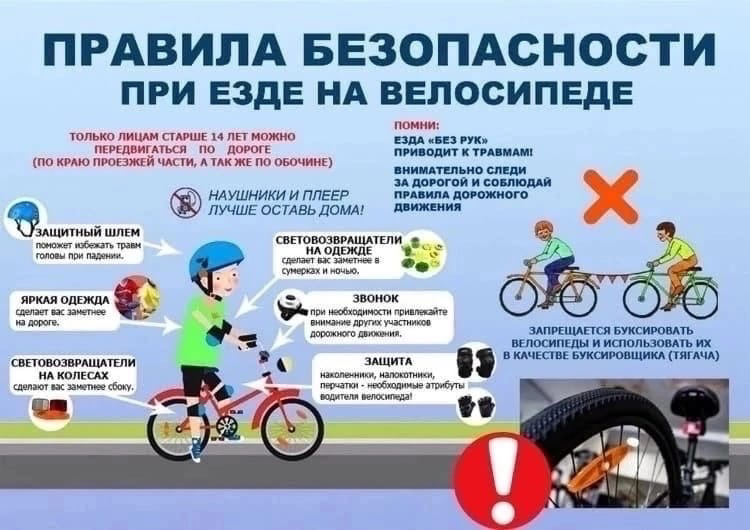 ПРАВИЛА БЕЗОПАСНОСТИ
ПРИ ЕЗДЕ НА ВЕЛОСИПЕДЕ
ТОЛЬКО ЛИЦАМ СТАРШЕ 14 ЛЕТ МОЖНО
ПЕРЕДВИГАТЬСЯ ПО ДОРОГЕ
(ПО КРАЮ ПРОЕЗЖЕЙ ЧАСТИ, А ТАК ЖЕ ПО ОБОЧИНЕ)
ПОМНИ:
ЕЗДА «БЕЗ РУК»
ПРИВОДИТ К ТРАВМАМ!
ВНИМАТЕЛЬНО СЛЕДИ
ЗА ДОРОГОЙ И СОБЛЮДАЙ
ПРАВИЛА ДОРОЖНОГО
ДВИЖЕНИЯ
НАУШНИКИ И ПЛЕЕР
ЛУЧШЕ ОСТАВЬ ДОМА!
ЗАЩИТНЫЙ ШЛЕМ
поможет избежать травм
головы при падении.
СВЕТОВОЗВРАЩАТЕЛИ
НА ОДЕЖДЕ
сделает вас заметнее в
сумерках и ночью.
ЯРКАЯ ОДЕЖДА
сделает вас заметнее
на дороге.
ЗВОНОК
при необходимости привлекайте
внимание других участников
дорожного движения.
СВЕТОВОЗВРАЩАТЕЛИ
НА КОЛЕСАХ
сделают вас заметнее сбоку.
ЗАЩИТА
наколенники, налокотники,
перчатки - необходимые атрибуты
водителя велосипеда!
ЗАПРЕЩАЕТСЯ БУКСИРОВАТЬ
ВЕЛОСИПЕДЫ И ИСПОЛЬЗОВАТЬ ИХ
В КАЧЕСТВЕ БУКСИРОВЩИКА (ТЯГАЧА)